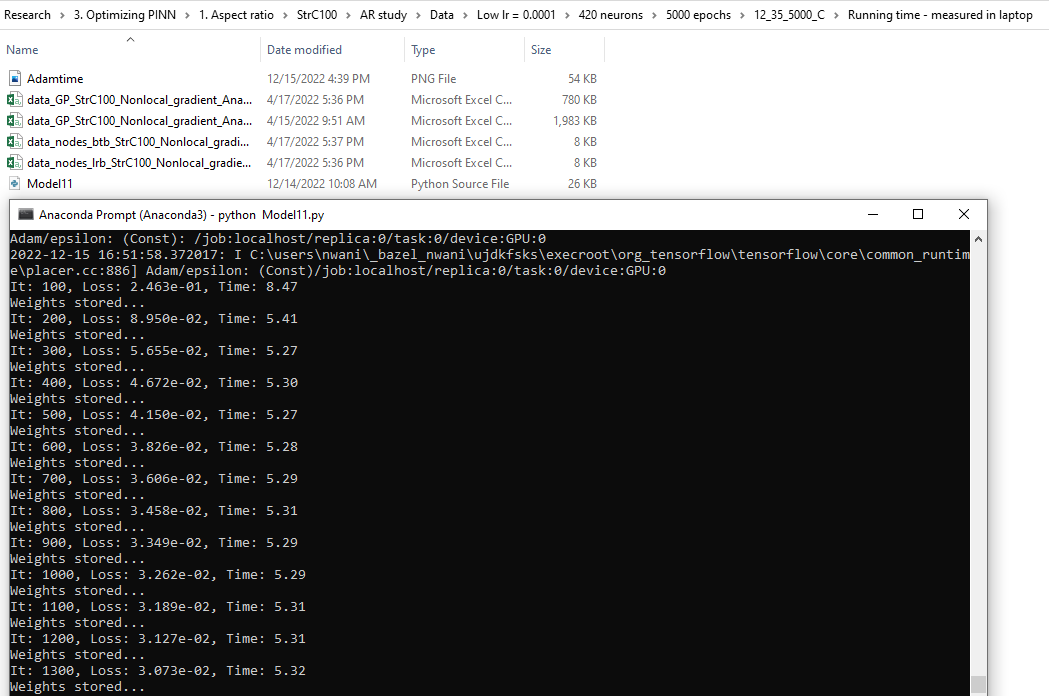 Research > 3. Optimizing PINN > 1. Aspect ratio > StrC100 > AR study > Data > Low lr = 0.0001 > 420 neurons > 5000 epochs > 12_35_5000_C > Running time - measured in laptop
Name Date modified Type Size
Adamtime 12/15/2022 4:39 PM PNG File 54 KB
data_GP_StrC100_Nonlocal_gradient_Ana... 4/17/2022 5:36 PM Microsoft Excel C... 780 KB
data_GP_StrC100_Nonlocal_gradient_Ana... 4/15/2022 9:51 AM Microsoft Excel C... 1,983 KB
data_nodes_btb_StrC100_Nonlocal_gradi... 4/17/2022 5:37 PM Microsoft Excel C... 8 KB
data_nodes_lrb_StrC100_Nonlocal_gradie... 4/17/2022 5:36 PM Microsoft Excel C... 8 KB
Model11 12/14/2022 10:08 AM Python Source File 26 KB
Anaconda Prompt (Anaconda3) - python Model11.py
Adam/epsilon: (Const): /job:localhost/replica:0/task:0/device:GPU:0
2022-12-15 16:51:58.372017: I C:\users\nwani\_bazel_nwani\ujdkfsks\execroot\org_tensorflow\tensorflow\core\common_runtim
e\placer.cc:886] Adam/epsilon: (Const)/job:localhost/replica:0/task:0/device:GPU:0
It: 100, Loss: 2.463e-01, Time: 8.47
Weights stored...
It: 200, Loss: 8.950e-02, Time: 5.41
Weights stored...
It: 300, Loss: 5.655e-02, Time: 5.27
Weights stored...
It: 400, Loss: 4.672e-02, Time: 5.30
Weights stored...
It: 500, Loss: 4.150e-02, Time: 5.27
Weights stored...
It: 600, Loss: 3.826e-02, Time: 5.28
Weights stored...
It: 700, Loss: 3.606e-02, Time: 5.29
Weights stored...
It: 800, Loss: 3.458e-02, Time: 5.31
Weights stored...
It: 900, Loss: 3.349e-02, Time: 5.29
Weights stored...
It: 1000, Loss: 3.262e-02, Time: 5.29
Weights stored...
It: 1100, Loss: 3.189e-02, Time: 5.31
Weights stored...
It: 1200, Loss: 3.127e-02, Time: 5.31
Weights stored...
It: 1300, Loss: 3.073e-02, Time: 5.32
Weights stored...